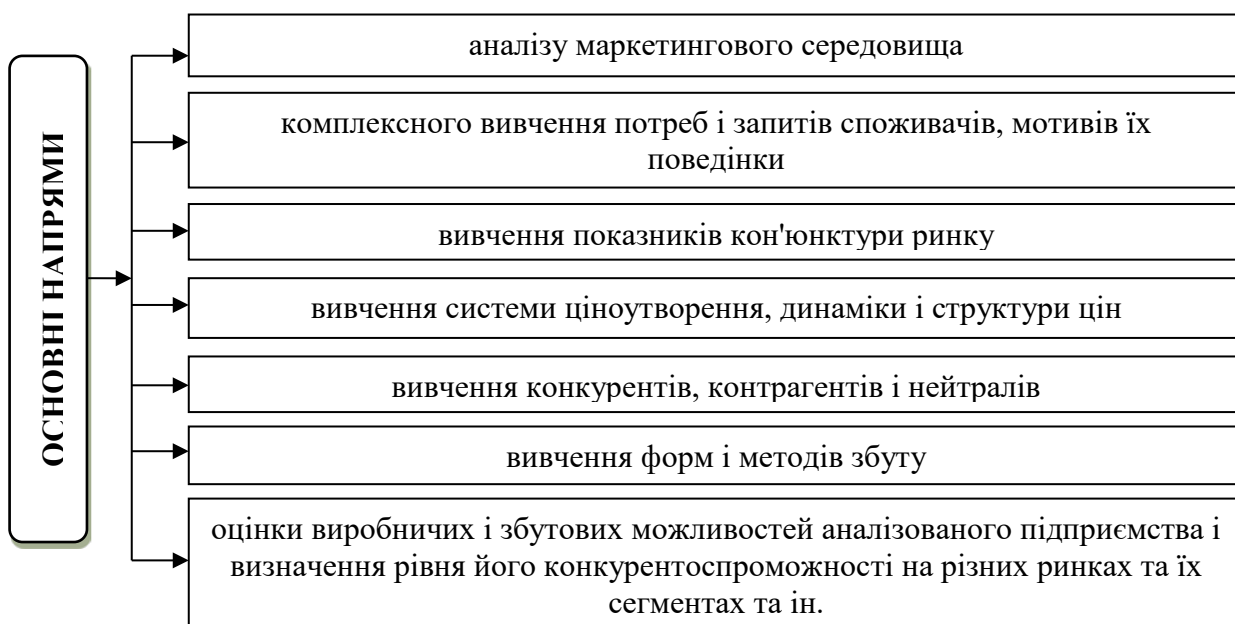 ОСНОВНІ НАПРЯМИ
аналізу маркетингового середовища
комплексного вивчення потреб і запитів споживачів, мотивів їх
поведінки
вивчення показників кон'юнктури ринку
вивчення системи ціноутворення, динаміки і структури цін
вивчення конкурентів, контрагентів і нейтралів
вивчення форм і методів збуту
оцінки виробничих і збутових можливостей аналізованого підприємства і
визначення рівня його конкурентоспроможності на різних ринках та їх
сегментах та ін.